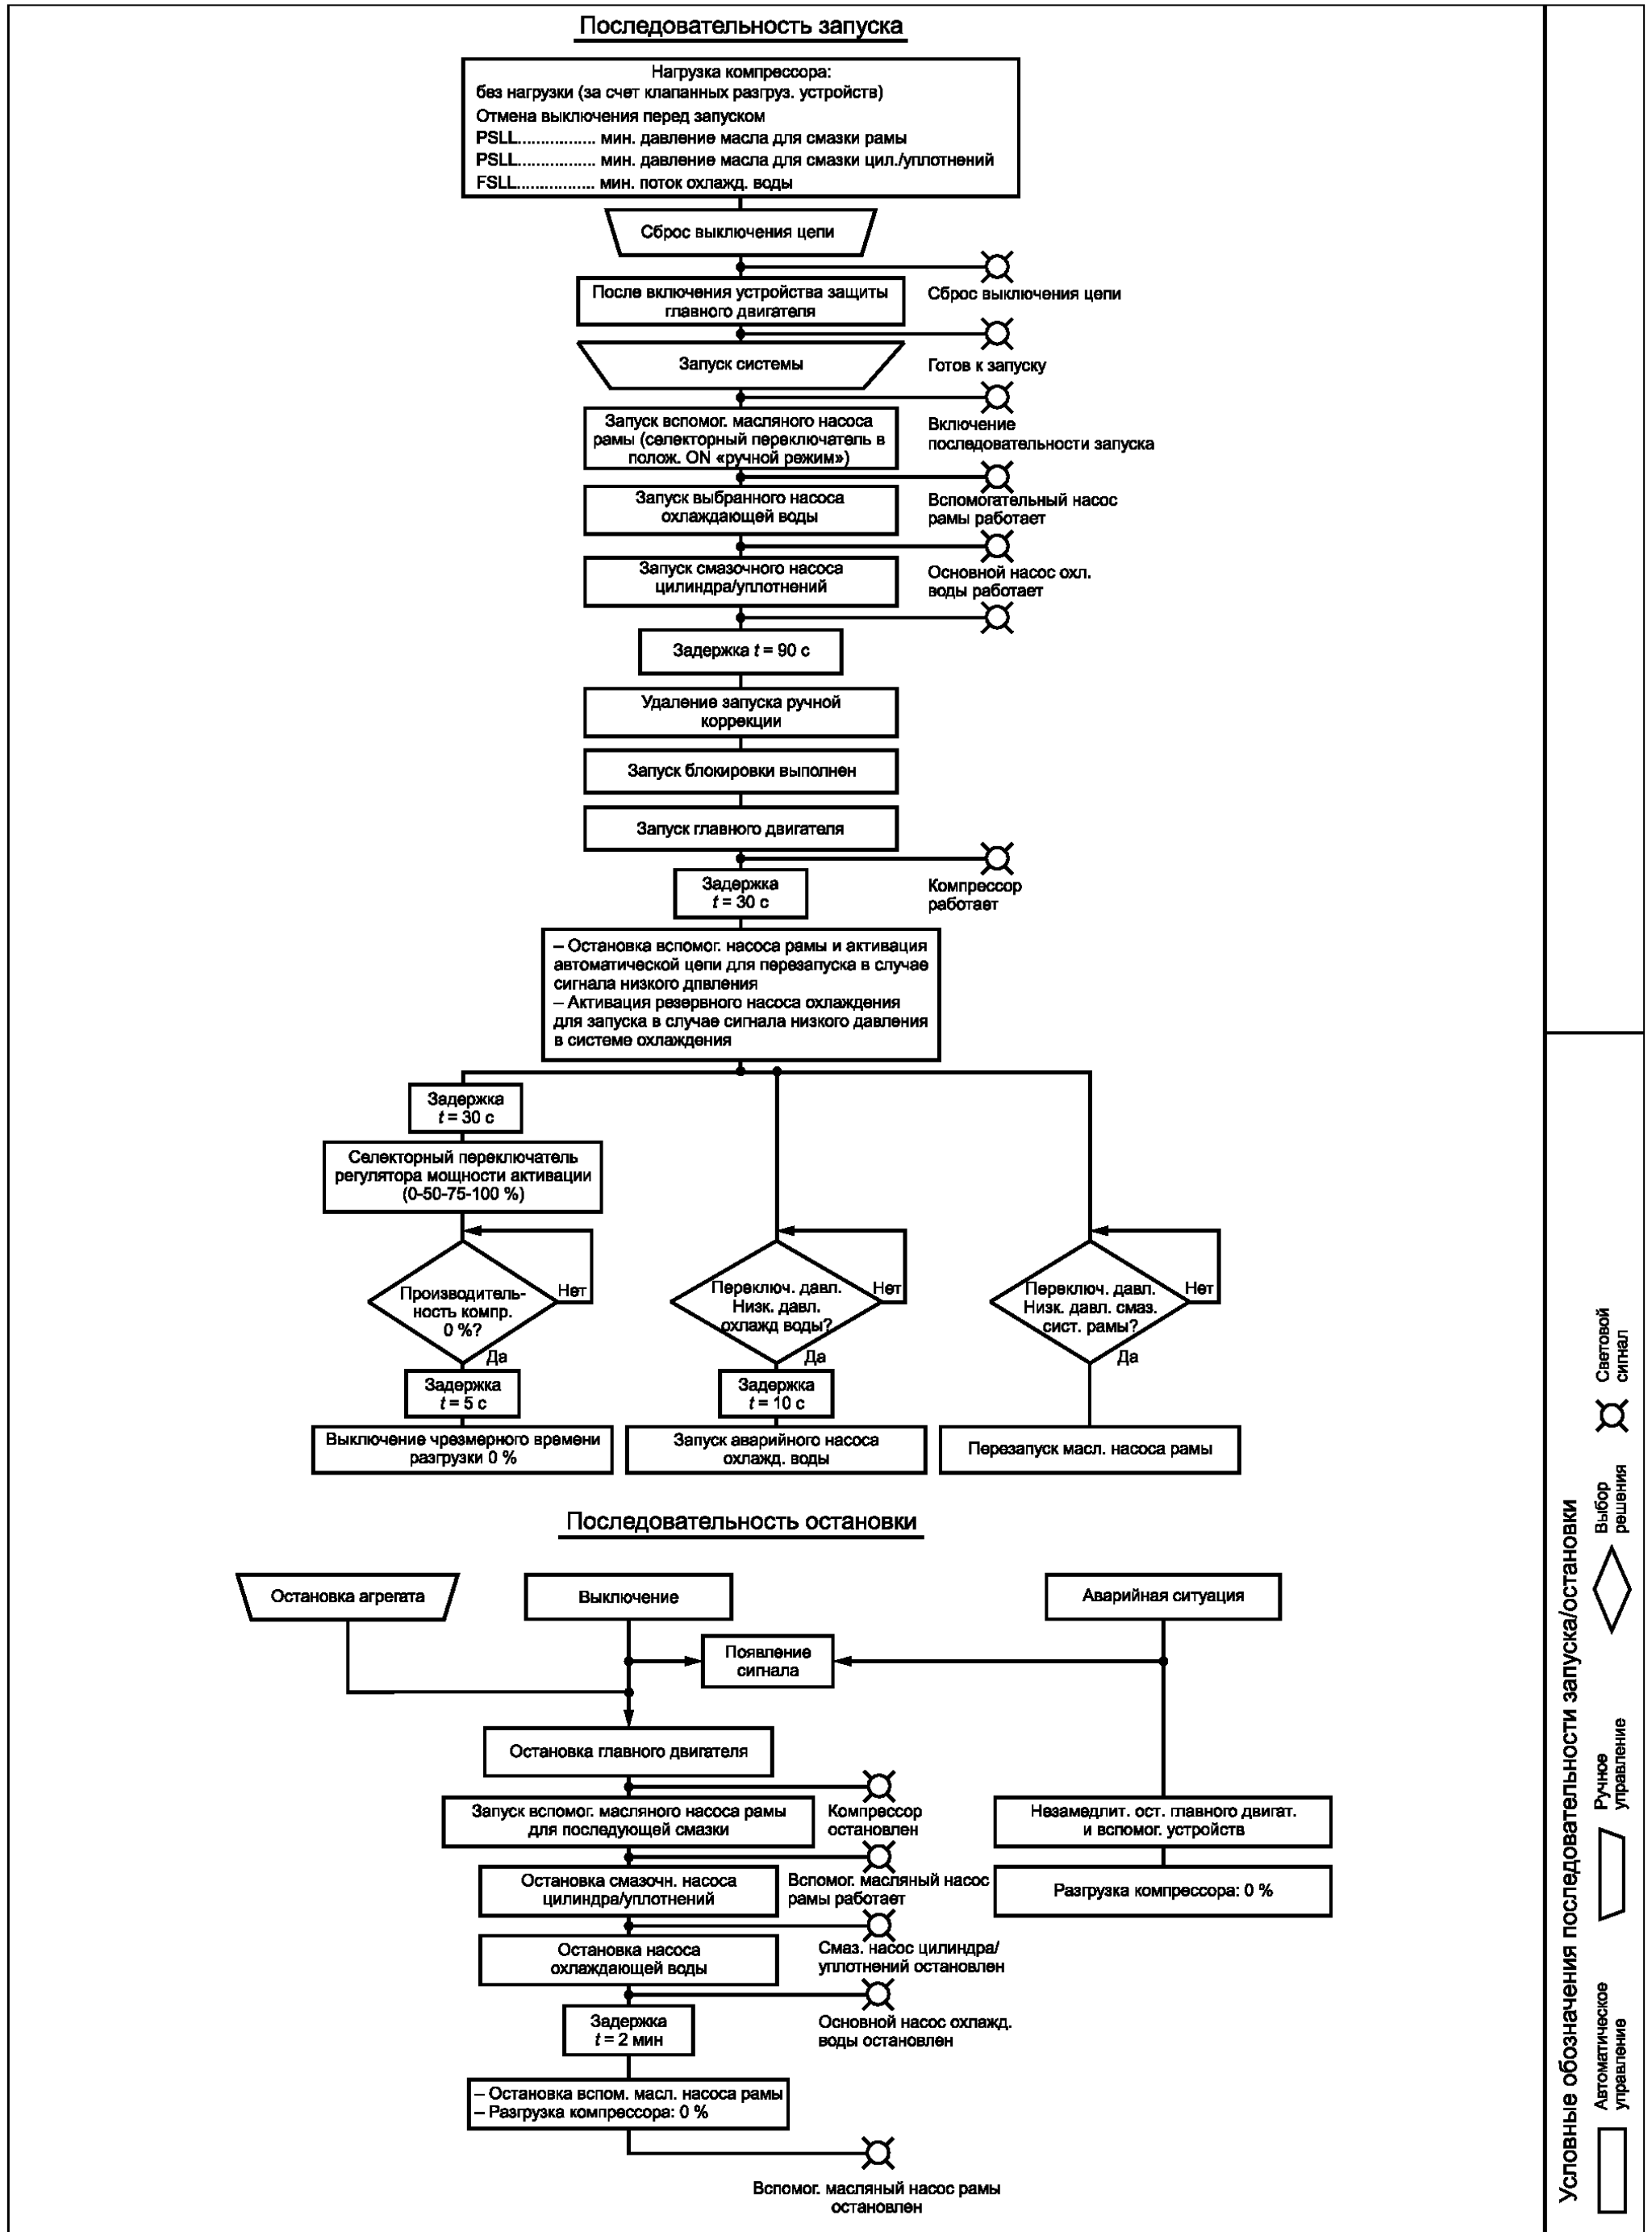 Последовательность запуска
Нагрузка компрессора:
без нагрузки (за счет клапанных разгруз. устройств)
Отмена выключения перед запуском
PSLL................ мин. давление масла для смазки рамы
PSLL................ мин. давление масла для смазки цил./уплотнений
FSLL................ мин. поток охлажд. воды
Сброс выключения цепи
Сброс выключения цепи
После включения устройства защиты
главного двигателя
Готов к запуску
Запуск системы
Включение
последовательности запуска
Запуск вспомог. масляного насоса
рамы (селекторный переключатель в
полож. ON «ручной режим»)
Вспомогательный насос
рамы работает
Запуск выбранного насоса
охлаждающей воды
Основной насос охл.
воды работает
Запуск смазочного насоса
цилиндра/уплотнений
Задержка t = 90 с
Удаление запуска ручной
коррекции
Запуск блокировки выполнен
Запуск главного двигателя
Компрессор
работает
Задержка
t = 30 с
– Остановка вспомог. насоса рамы и активация
автоматической цепи для перезапуска в случае
сигнала низкого дпвления
– Активация резервного насоса охлаждения
для запуска в случае сигнала низкого давления
в системе охлаждения
Задержка
t = 30 с
Селекторный переключатель
регулятора мощности активации
(0-50-75-100 %)
Производитель-
ность компр.
0 %?
Нет
Да
Задержка
t = 5 с
Выключение чрезмерного времени
разгрузки 0 %
Переключ. давл.
Низк. давл.
охлажд воды?
Нет
Да
Задержка
t = 10 с
Запуск аварийного насоса
охлажд. воды
Переключ. давл.
Низк. давл. смаз.
сист. рамы?
Нет
Да
Перезапуск масл. насоса рамы
Последовательность остановки
Остановка агрегата
Выключение
Аварийная ситуация
Появление
сигнала
Остановка главного двигателя
Компрессор
остановлен
Запуск вспомог. масляного насоса рамы
для последующей смазки
Вспомог. масляный насос
рамы работает
Остановка смазочн. насоса
цилиндра/уплотнений
Смаз. насос цилиндра/
уплотнений остановлен
Остановка насоса
охлаждающей воды
Основной насос охлажд.
воды остановлен
Задержка
t = 2 мин
– Остановка вспом. масл. насоса рамы
– Разгрузка компрессора: 0 %
Вспомог. масляный насос рамы
остановлен
Незамедлит. ост. главного двигат.
и вспомог. устройств
Разгрузка компрессора: 0 %
Условные обозначения последовательности запуска/остановки
Автоматическое
управление
Ручное
управление
Выбор
решения
Световой
сигнал